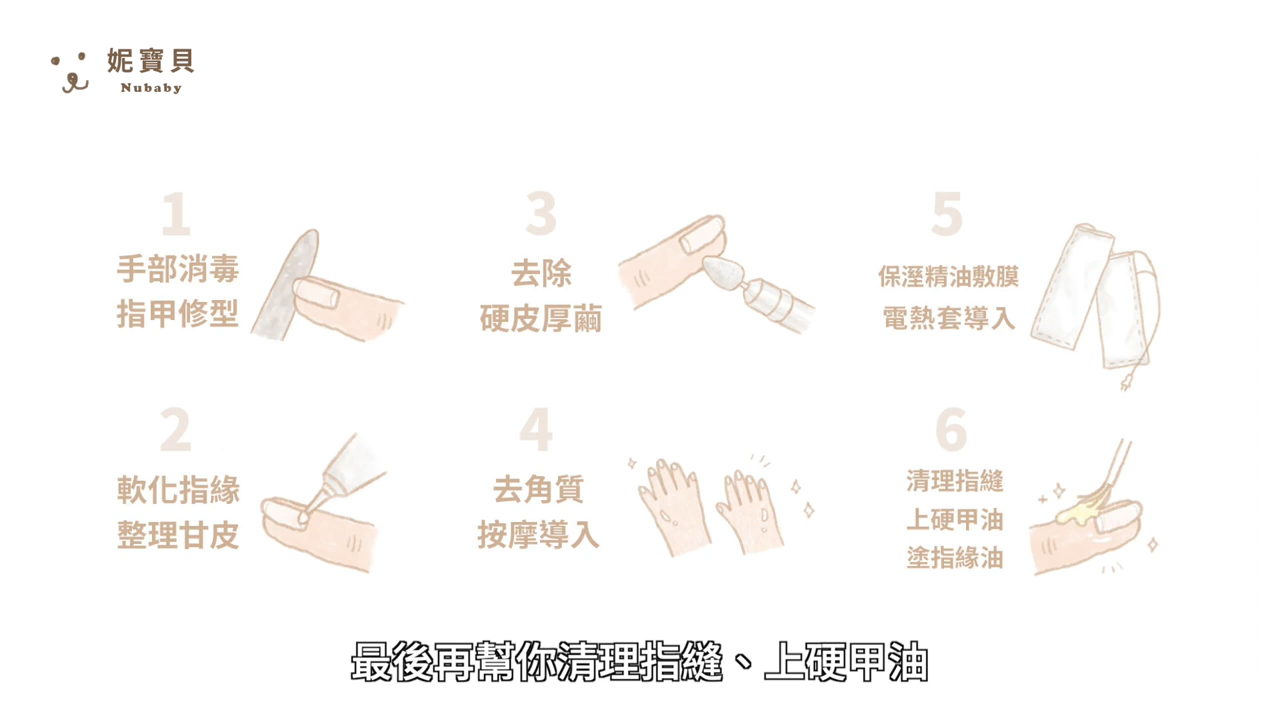 妮寶貝
Nubaby
1
手部消毒
指甲修型
2
軟化指緣
整理甘皮
3
去除
硬皮厚繭
4
去角質
按摩導入
5
保溼精油敷膜
電熱套導入
6
清理指縫
上硬甲油
塗指緣油
最後再幫你清理指縫、上硬甲油